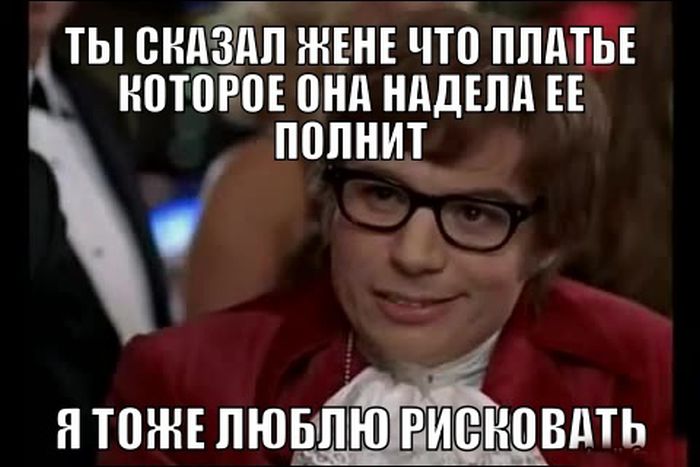 ТЫ СКАЗАЛ ЖЕНЕ ЧТО ПЛАТЬЕ
КОТОРОЕ ОНА НАДЕЛА ЕЕ
ПОЛНИТ
Я ТОЖЕ ЛЮБЛЮ РИСКОВАТЬ